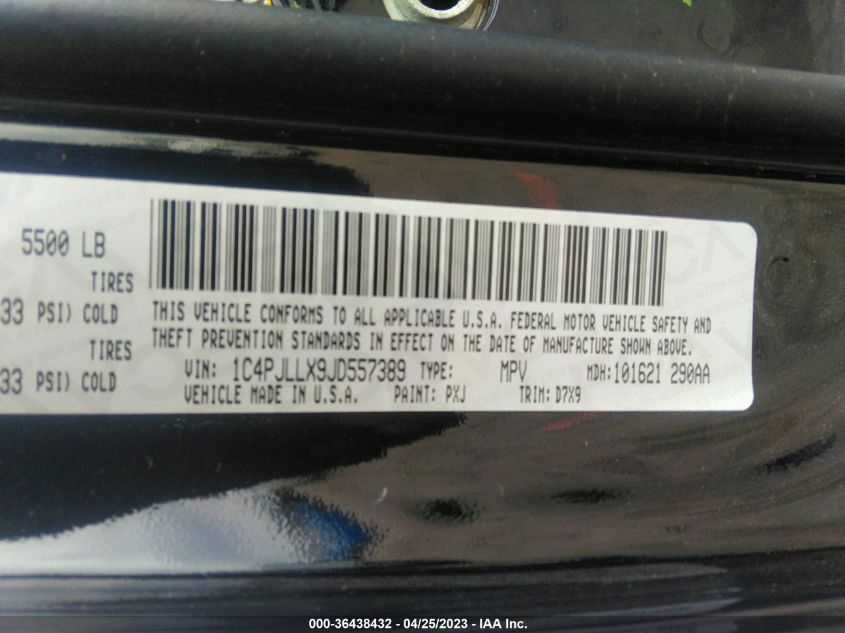 5500 LB
TIRES
33 PSI) COLD
TIRES
33 PSI) COLD
THIS VEHICLE CONFORMS TO ALL APPLICABLE U.S.A. FEDERAL MOTOR VEHICLE SAFETY AND
THEFT PREVENTION STANDARDS IN EFFECT ON THE DATE OF MANUFACTURE SHOWN ABOVE.
VIN: 1C4PJLLX9JD557389 TYPE: MPV MDH:101621 290AA
VEHICLE MADE IN U.S.A. PAINT: PXJ TRIM: D7X9
000-36438432 - 04/25/2023 - IAA Inc.